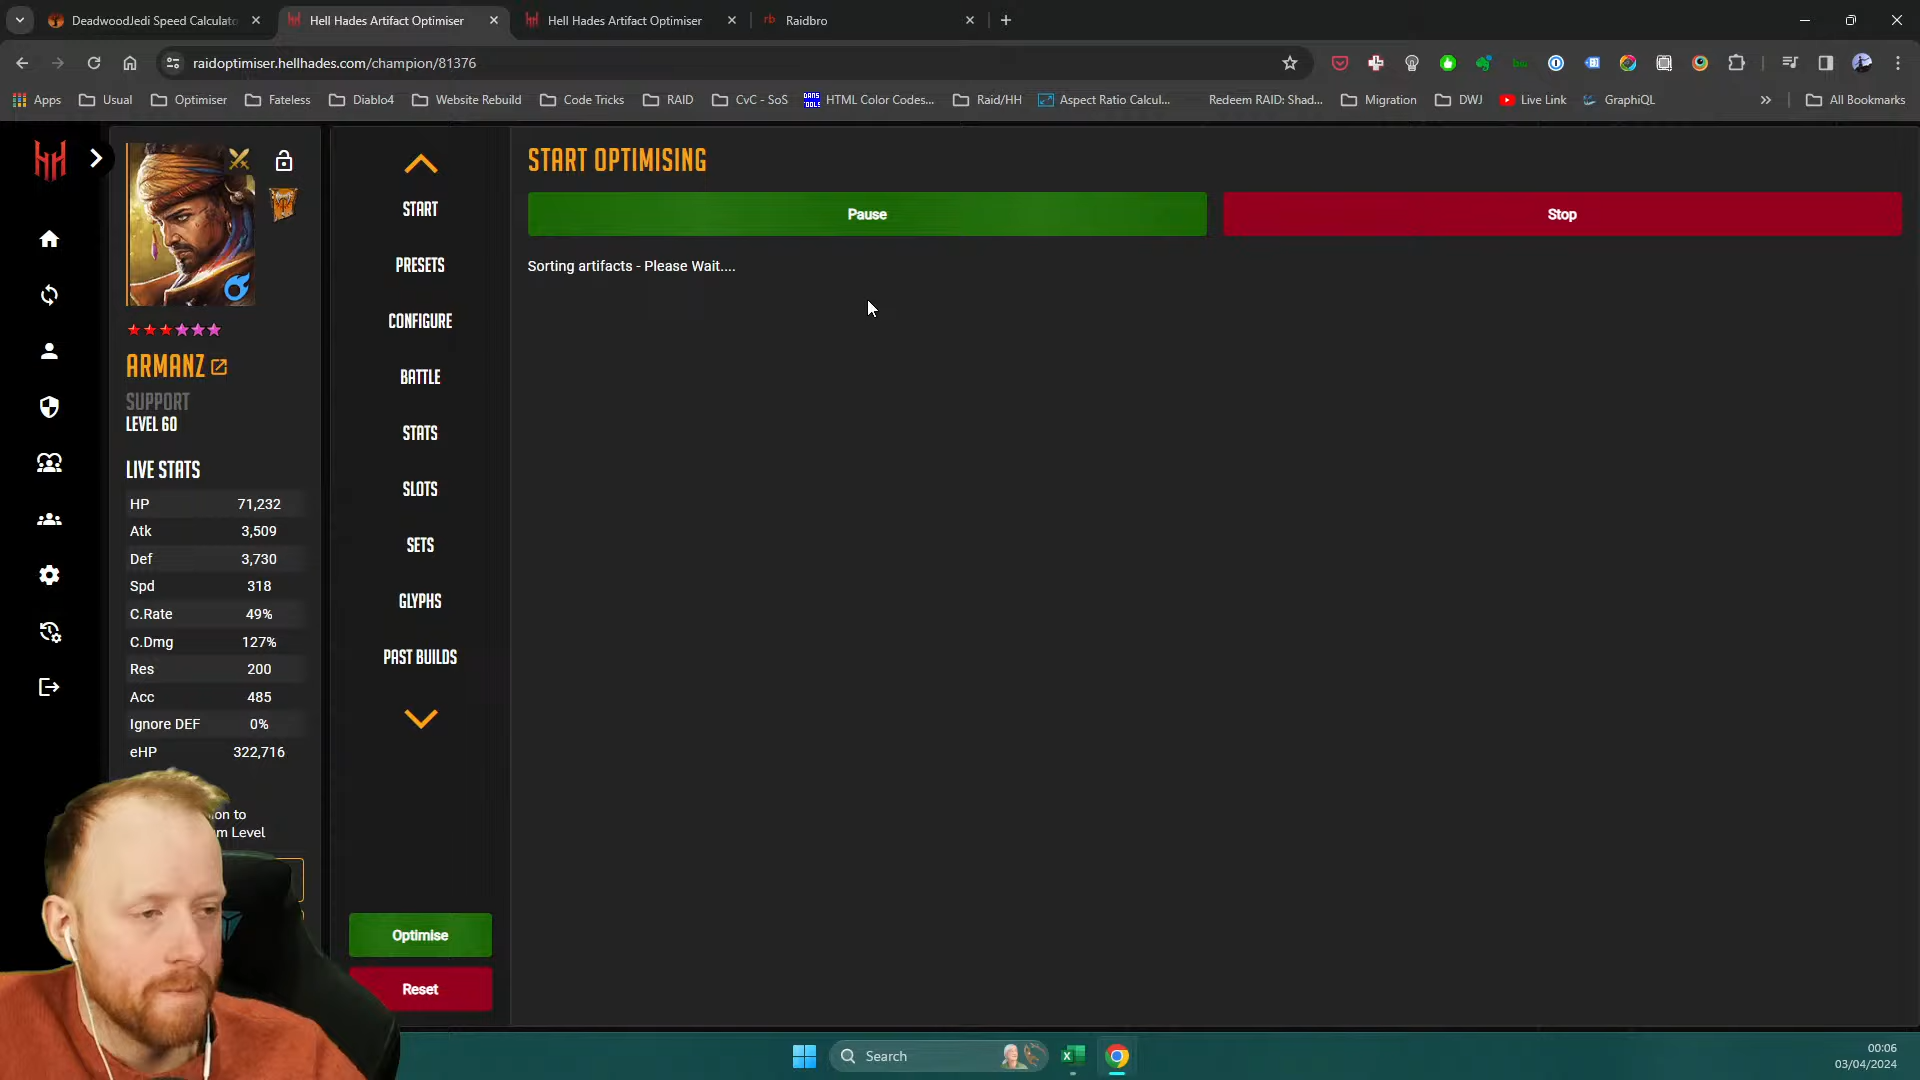 DeadwoodJedi Speed Calculato
Hell Hades Artifact Optimiser
Hell Hades Artifact Optimiser
rb Raidbro
raidoptimiser.hellhades.com/champion/81376
Apps
Usual
Optimiser
Fateless
Diablo4
Website Rebuild
Code Tricks
RAID
CvC - SoS
HTML Color Codes...
Raid/HH
Aspect Ratio Calcul...
Redeem RAID: Shad...
Migration
DWJ
Live Link
GraphiQL
All Bookmarks
ARMANZ
SUPPORT
LEVEL 60
LIVE STATS
HP 71,232
Atk 3,509
Def 3,730
Spd 318
C.Rate 49%
C.Dmg 127%
Res 200
Acc 485
Ignore DEF 0%
eHP 322,716
on to
m Level
START
PRESETS
CONFIGURE
BATTLE
STATS
SLOTS
SETS
GLYPHS
PAST BUILDS
Optimise
Reset
START OPTIMISING
Pause
Stop
Sorting artifacts - Please Wait....
Search
00:06
03/04/2024